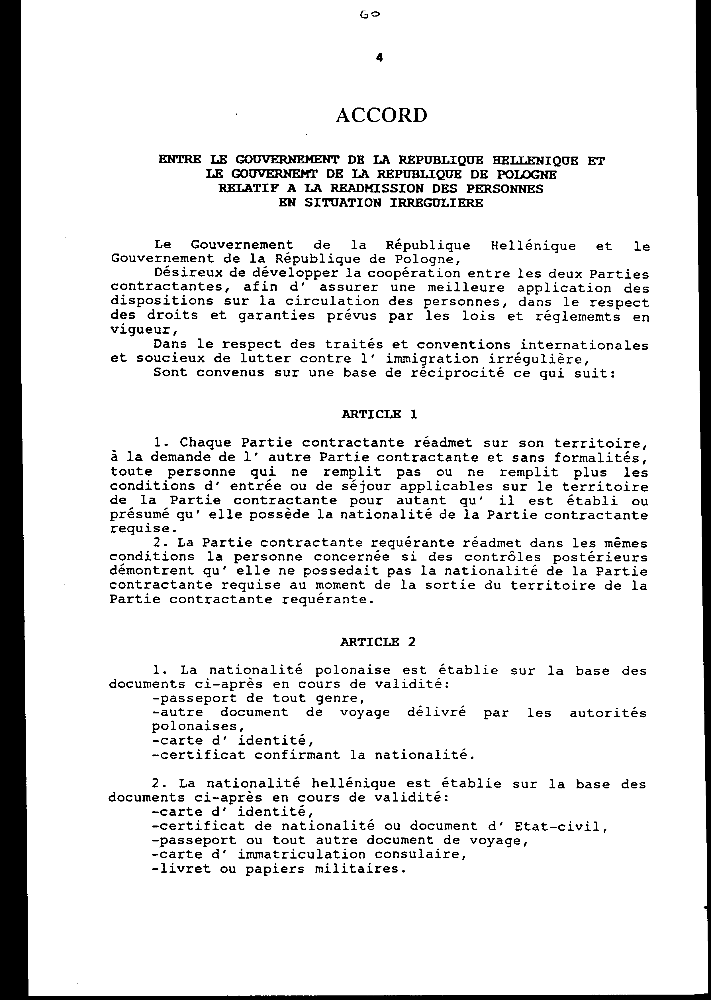 60
4
ACCORD
ENTRE LE GOUVERNEMENT DE LA REPUBLIQUE HELLENIQUE ET
LE GOUVERNEMT DE LA REPUBLIQUE DE POLOGNE
RELATIF A LA READMISSION DES PERSONNES
EN SITUATION IRREGULIERE
Le Gouvernement de la République Hellénique et le
Gouvernement de la République de Pologne,
Désireux de développer la coopération entre les deux Parties
contractantes, afin d' assurer une meilleure application des
dispositions sur la circulation des personnes, dans le respect
des droits et garanties prévus par les lois et réglememts en
vigueur,
Dans le respect des traités et conventions internationales
et soucieux de lutter contre l' immigration irrégulière,
Sont convenus sur une base de réciprocité ce qui suit:
ARTICLE 1
1. Chaque Partie contractante réadmet sur son territoire,
à la demande de l' autre Partie contractante et sans formalités,
toute personne qui ne remplit pas ou ne remplit plus les
conditions d' entrée ou de séjour applicables sur le territoire
de la Partie contractante pour autant qu' il est établi ou
présumé qu' elle possède la nationalité de la Partie contractante
requise.
2. La Partie contractante requérante réadmet dans les mêmes
conditions la personne concernée si des contrôles postérieurs
démontrent qu' elle ne possedait pas la nationalité de la Partie
contractante requise au moment de la sortie du territoire de la
Partie contractante requérante.
ARTICLE 2
1. La nationalité polonaise est établie sur la base des
documents ci-après en cours de validité:
-passeport de tout genre,
-autre document de voyage délivré par les autorités
polonaises,
-carte d' identité,
-certificat confirmant la nationalité.
2. La nationalité hellénique est établie sur la base des
documents ci-après en cours de validité:
-carte d' identité,
-certificat de nationalité ou document d' Etat-civil,
-passeport ou tout autre document de voyage,
-carte d' immatriculation consulaire,
-livret ou papiers militaires.